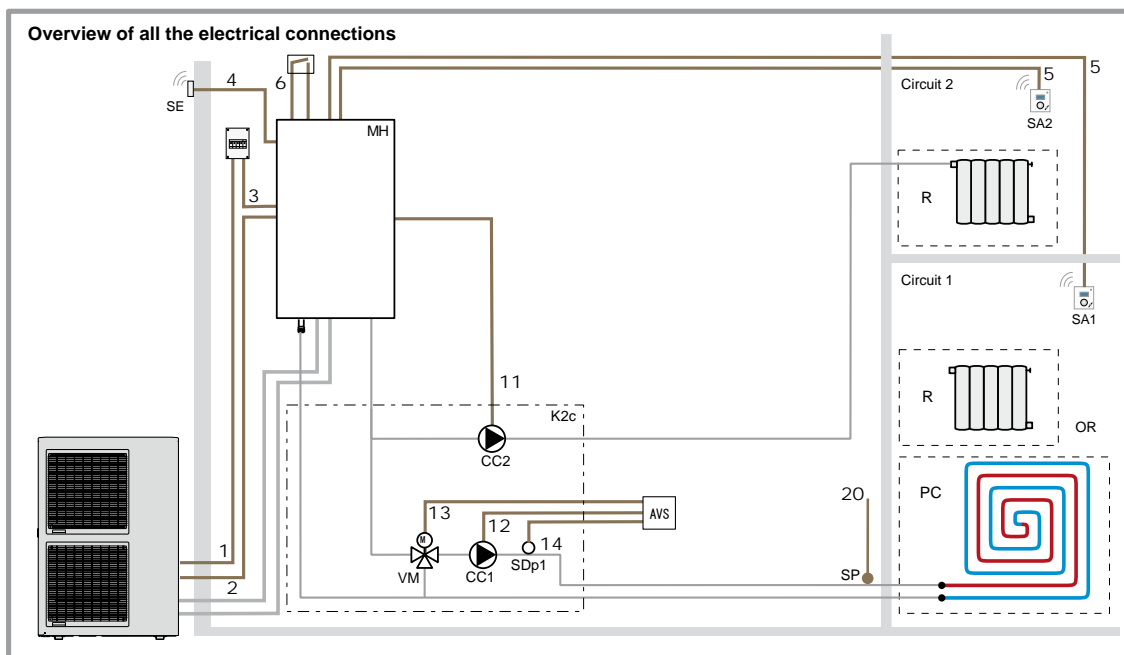 Overview of all the electrical connections
4
6
5
5
SE
Circuit 2
SA2
MH
3
R
Circuit 1
SA1
11
K2c
R
OR
CC2
13
12
AVS
20
PC
M
14
1
VM
CC1
SDp1
SP
2